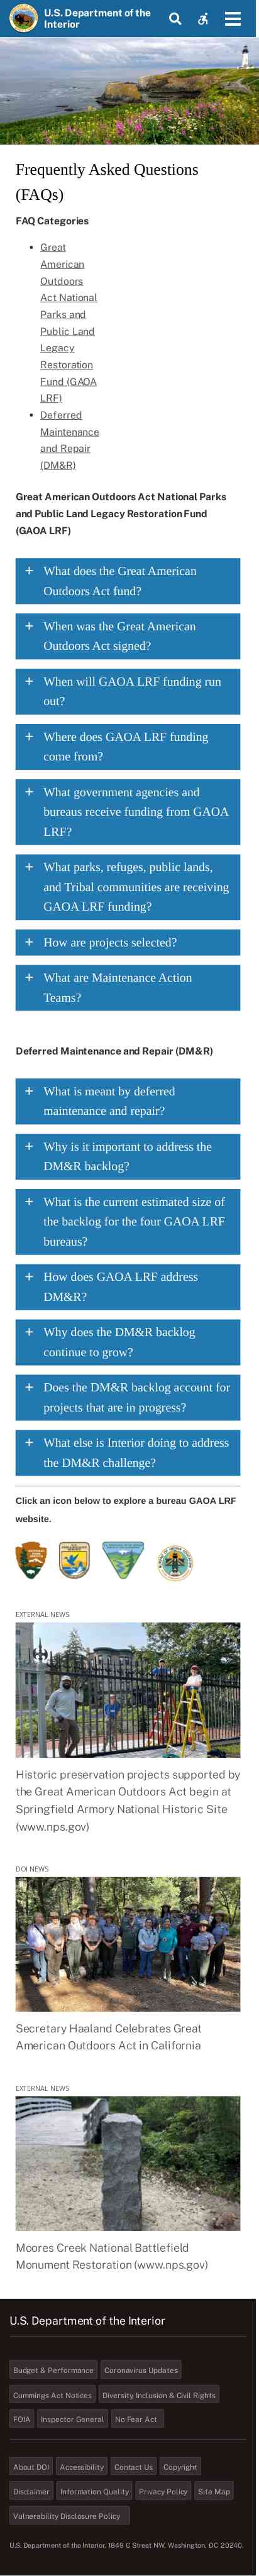 U.S. Department of the
Interior
Frequently Asked Questions
(FAQs)
FAQ Categories
Great
American
Outdoors
Act National
Parks and
Public Land
Legacy
Restoration
Fund (GAOA
LRF)
Deferred
Maintenance
and Repair
(DM&R)
Great American Outdoors Act National Parks
and Public Land Legacy Restoration Fund
(GAOA LRF)
What does the Great American
Outdoors Act fund?
When was the Great American
Outdoors Act signed?
When will GAOA LRF funding run
out?
Where does GAOA LRF funding
come from?
What government agencies and
bureaus receive funding from GAOA
LRF?
What parks, refuges, public lands,
and Tribal communities are receiving
GAOA LRF funding?
How are projects selected?
What are Maintenance Action
Teams?
Deferred Maintenance and Repair (DM&R)
What is meant by deferred
maintenance and repair?
Why is it important to address the
DM&R backlog?
What is the current estimated size of
the backlog for the four GAOA LRF
bureaus?
How does GAOA LRF address
DM&R?
Why does the DM&R backlog
continue to grow?
Does the DM&R backlog account for
projects that are in progress?
What else is Interior doing to address
the DM&R challenge?
Click an icon below to explore a bureau GAOA LRF
website.
EXTERNAL NEWS
Historic preservation projects supported by
the Great American Outdoors Act begin at
Springfield Armory National Historic Site
(www.nps.gov)
DOI NEWS
Secretary Haaland Celebrates Great
American Outdoors Act in California
EXTERNAL NEWS
Moores Creek National Battlefield
Monument Restoration (www.nps.gov)
U.S. Department of the Interior
Budget & Performance Coronavirus Updates
Cummings Act Notices Diversity, Inclusion & Civil Rights
FOIA Inspector General No Fear Act
About DOI Accessibility Contact Us Copyright
Disclaimer Information Quality Privacy Policy Site Map
Vulnerability Disclosure Policy
U.S. Department of the Interior, 1849 C Street NW, Washington, DC 20240.